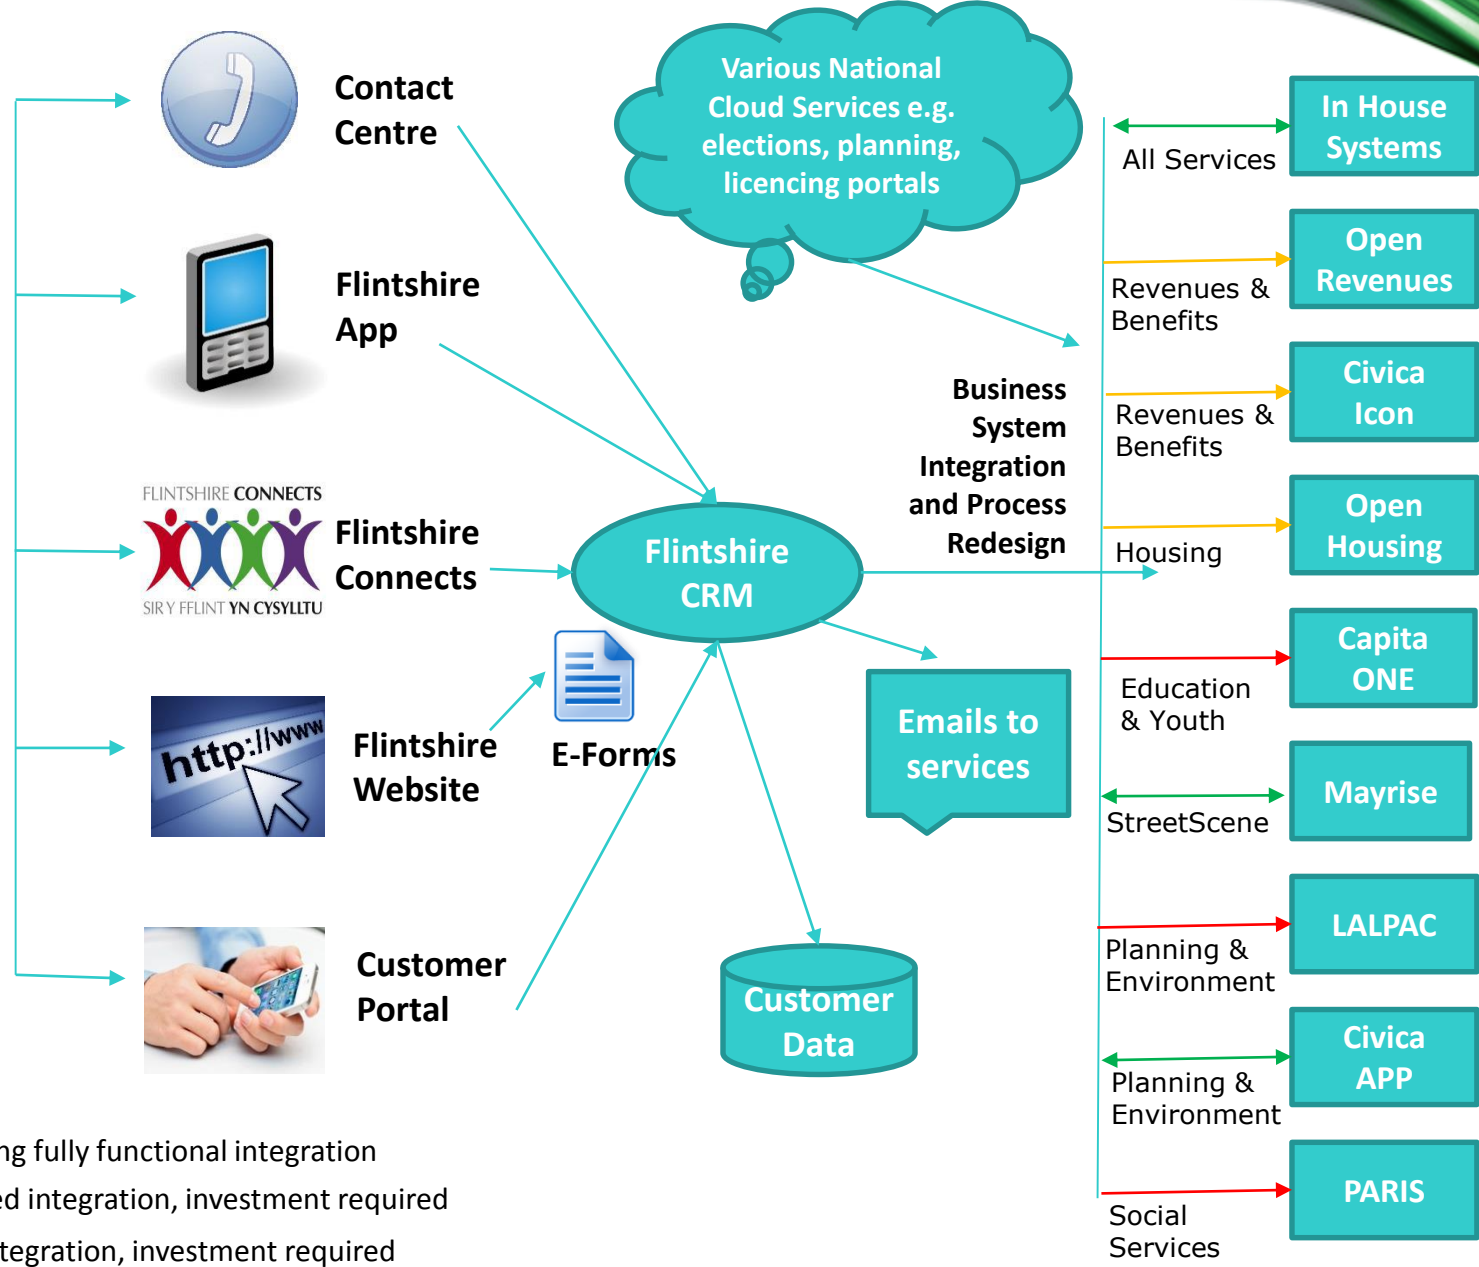 Contact
Centre
Flintshire
App
FLINTSHIRE CONNECTS
SIR Y FFLINT YN CYSYLLTU
Flintshire
Connects
http://www
Flintshire
Website
E-Forms
Customer
Portal
Various National
Cloud Services e.g.
elections, planning,
licencing portals
Business
System
Integration
and Process
Redesign
Flintshire
CRM
Emails to
services
Customer
Data
In House
Systems
All Services
Open
Revenues
Revenues &
Benefits
Civica
Icon
Revenues &
Benefits
Open
Housing
Housing
Capita
ONE
Education
& Youth
Mayrise
StreetScene
LALPAC
Planning &
Environment
Civica
APP
Planning &
Environment
PARIS
Social
Services
fully functional integration
integration, investment required
investment required